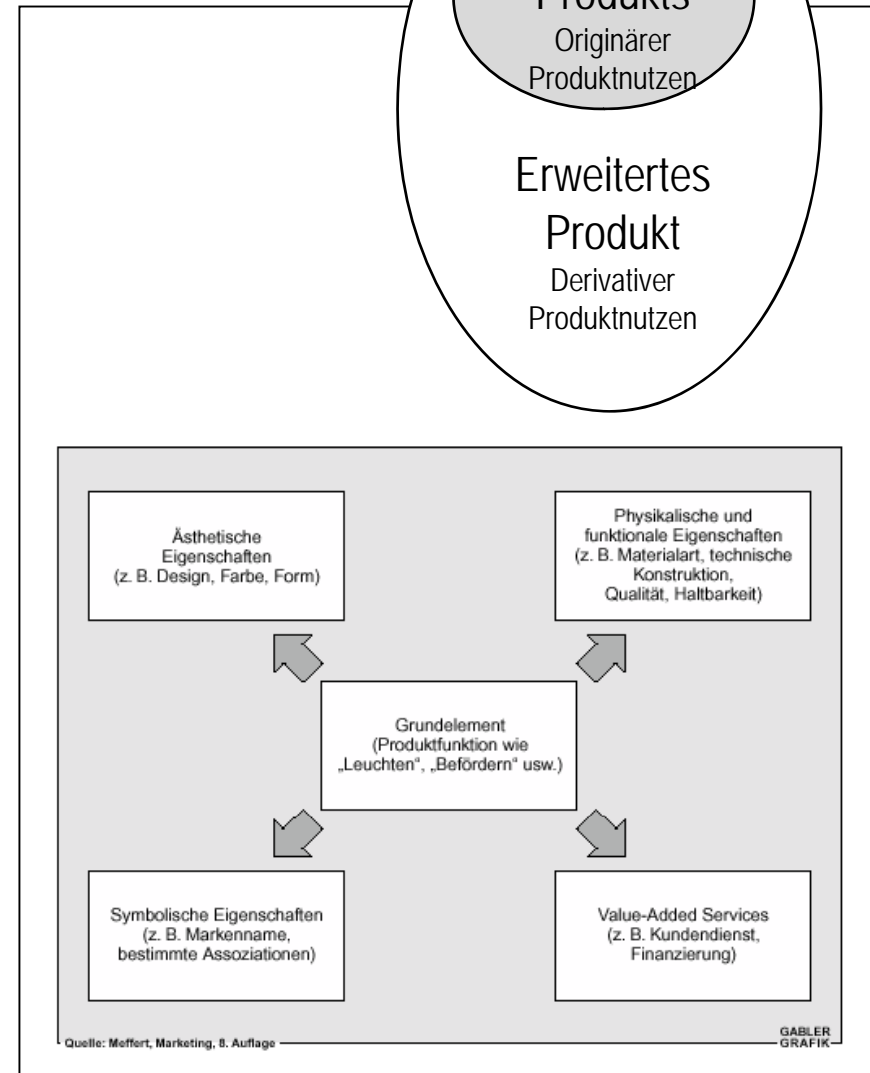 Produkts
Originärer
Produktnutzen
Erweitertes
Produkt
Derivativer
Produktnutzen
Ästhetische
Eigenschaften
(z. B. Design, Farbe, Form)
Physikalische und
funktionale Eigenschaften
(z. B. Materialart, technische
Konstruktion,
Qualität, Haltbarkeit)
Grundelement
(Produktfunktion wie
„Leuchten“, „Befördern“ usw.)
Symbolische Eigenschaften
(z. B. Markenname,
bestimmte Assoziationen)
Value-Added Services
(z. B. Kundendienst,
Finanzierung)
Quelle: Meffert, Marketing, 8. Auflage
GABLER
GRAFIK